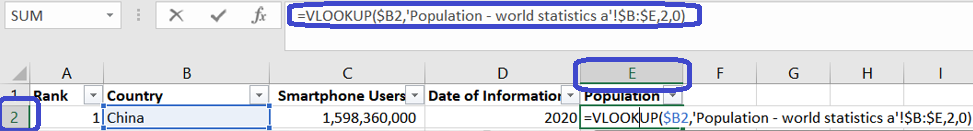 SUM fx =VLOOKUP($B2,'Population - world statistics a'!$B:$E,2,0)
A B C D E F G H I
1 Rank Country Smartphone Users Date of Information Population
2 1 China 1,598,360,000 2020 =VLOOKUP($B2,'Population - world statistics a'!$B:$E,2,0)